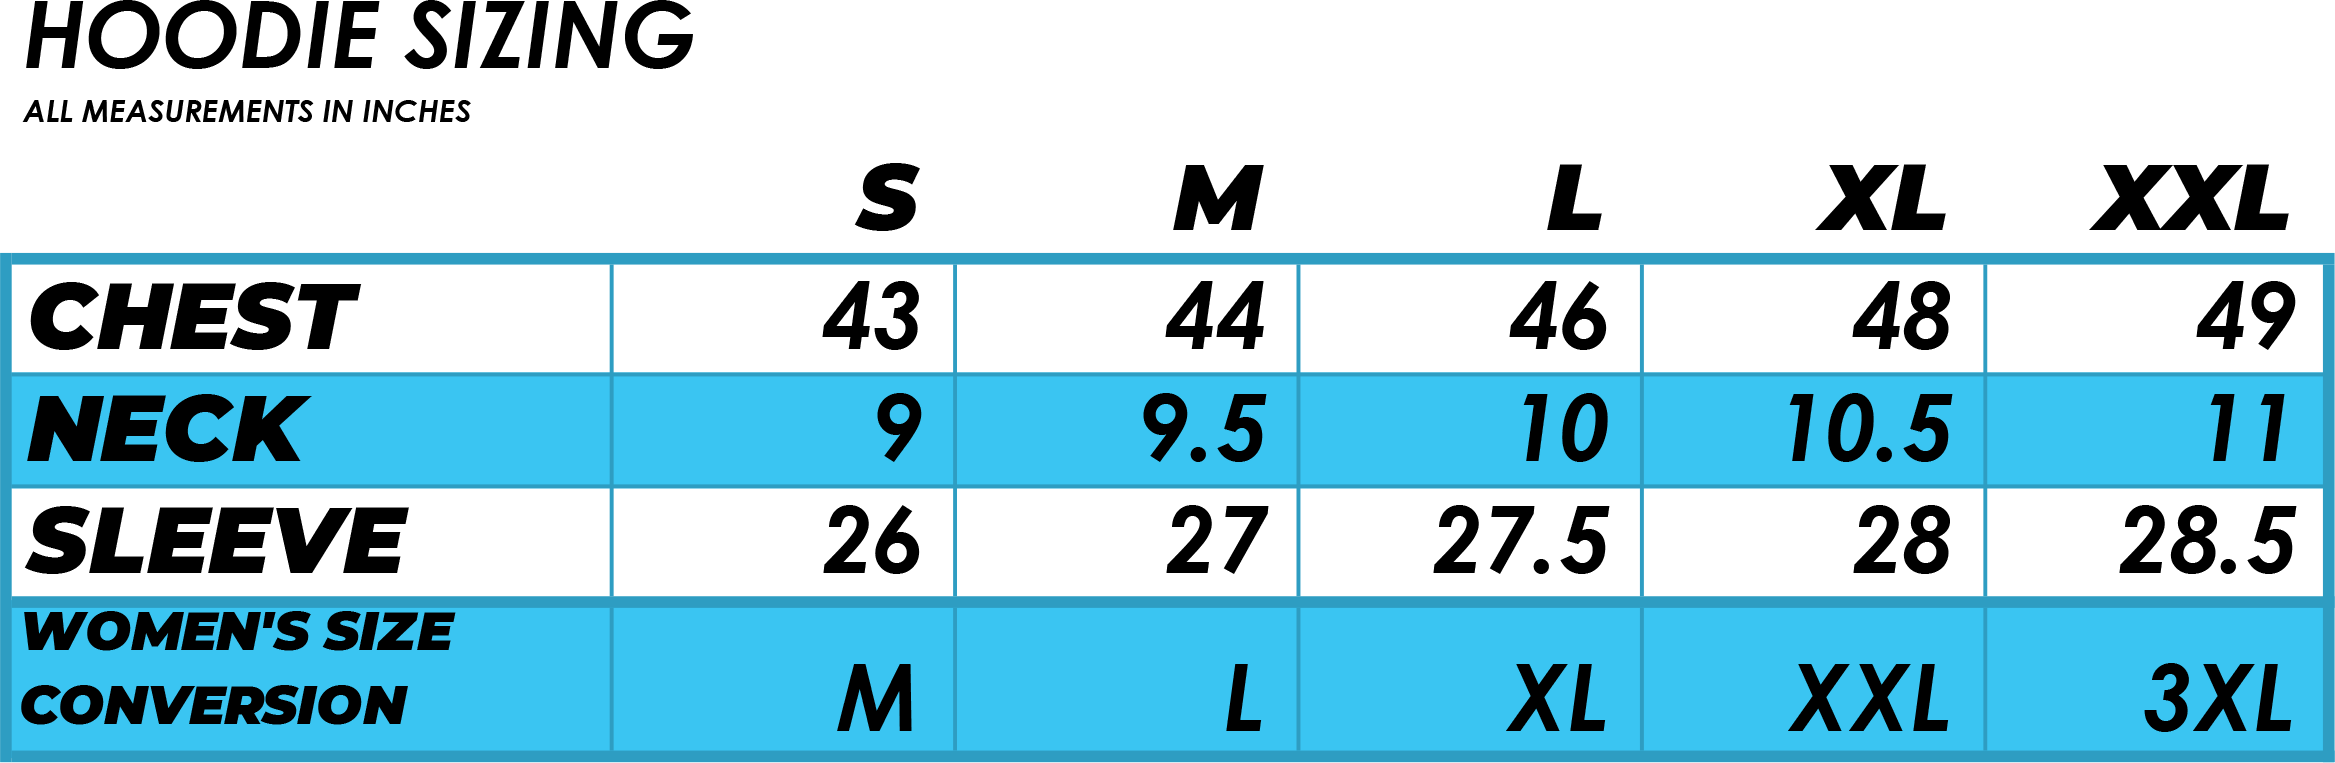 HOODIE SIZING
ALL MEASUREMENTS IN INCHES
S M L XL XXL
CHEST 43 44 46 48 49
NECK 9 9.5 10 10.5 11
SLEEVE 26 27 27.5 28 28.5
WOMEN'S SIZE
CONVERSION M L XL XXL 3XL